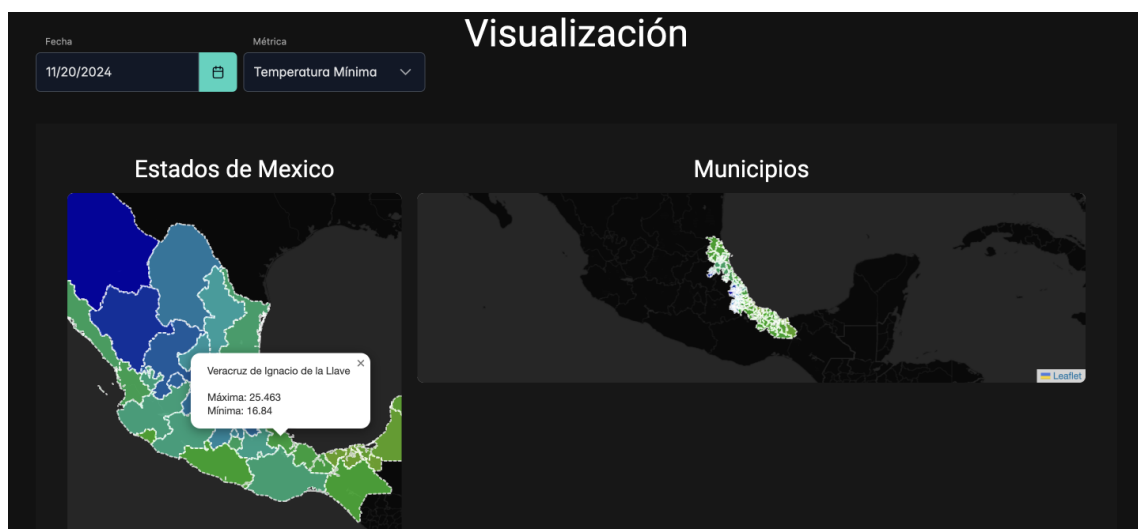 Visualización
Fecha
Métrica
11/20/2024
Temperatura Mínima
Estados de Mexico
Municipios
Veracruz de Ignacio de la Llave
×
Máxima: 25.463
Mínima: 16.84
Leaflet